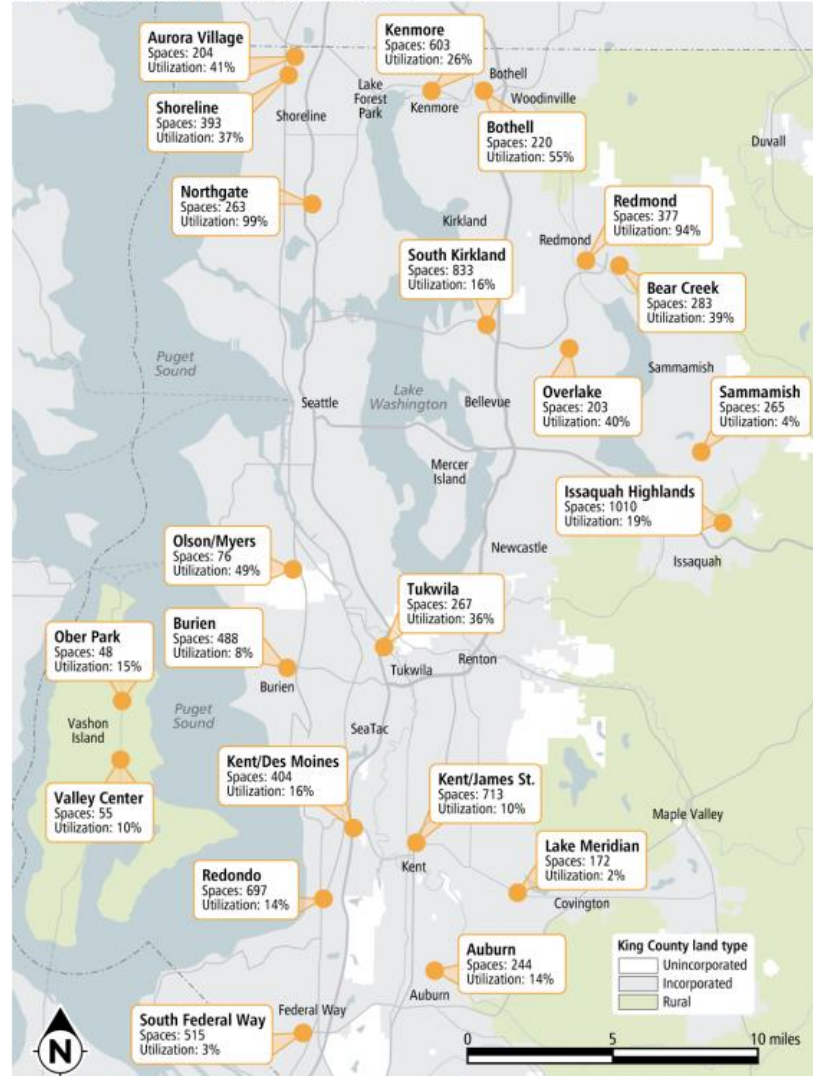 Aurora Village
Spaces: 204
Utilization: 41%
Kenmore
Spaces: 603
Utilization: 26%
Shoreline
Spaces: 393
Utilization: 37%
Shoreline
Lake
Forest
Park
Kenmore
Bothell
Woodinville
Bothell
Spaces: 220
Utilization: 55%
Duvall
Northgate
Spaces: 263
Utilization: 99%
Kirkland
Redmond
Redmond
Spaces: 377
Utilization: 94%
South Kirkland
Spaces: 833
Utilization: 16%
Bear Creek
Spaces: 283
Utilization: 39%
Puget
Sound
Seattle
Lake
Washington
Bellevue
Sammamish
Overlake
Spaces: 203
Utilization: 40%
Sammamish
Spaces: 265
Utilization: 4%
Mercer
Island
Issaquah Highlands
Spaces: 1010
Utilization: 19%
Newcastle
Issaquah
Olson/Myers
Spaces: 76
Utilization: 49%
Tukwila
Spaces: 267
Utilization: 36%
Ober Park
Spaces: 48
Utilization: 15%
Burien
Spaces: 488
Utilization: 8%
Burien
Tukwila
Renton
Vashon
Island
Puget
Sound
SeaTac
Valley Center
Spaces: 55
Utilization: 10%
Kent/Des Moines
Spaces: 404
Utilization: 16%
Kent/James St.
Spaces: 713
Utilization: 10%
Maple Valley
Kent
Lake Meridian
Spaces: 172
Utilization: 2%
Covington
Redondo
Spaces: 697
Utilization: 14%
Auburn
Spaces: 244
Utilization: 14%
Auburn
King County land type
Unincorporated
Incorporated
Rural
Federal Way
South Federal Way
Spaces: 515
Utilization: 3%
N
0 5 10 miles